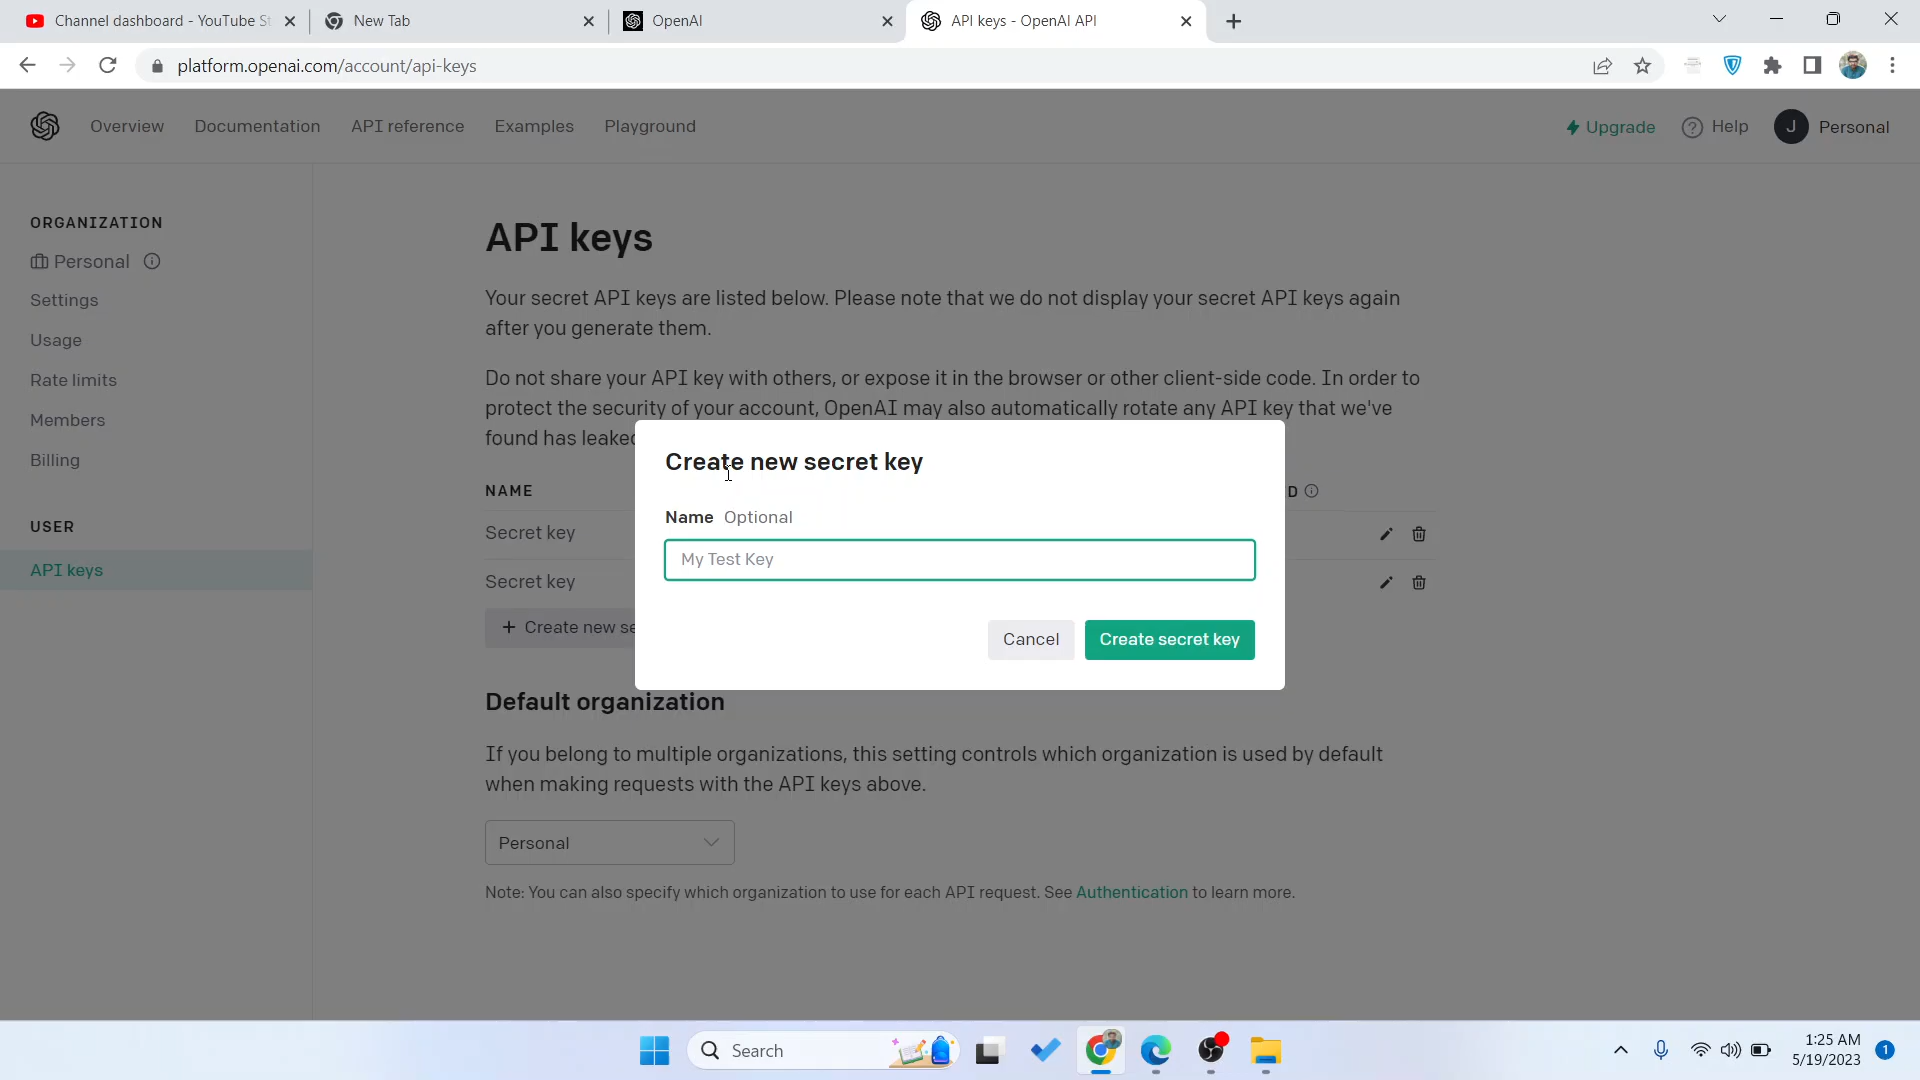 Channel dashboard - YouTube St
New Tab
OpenAI
API keys - OpenAI API
platform.openai.com/account/api-keys
Overview
Documentation
API reference
Examples
Playground
Upgrade
Help
J
Personal
ORGANIZATION
Personal
Settings
Usage
Rate limits
Members
Billing
USER
API keys
API keys
Your secret API keys are listed below. Please note that we do not display your secret API keys again
after you generate them.
Do not share your API key with others, or expose it in the browser or other client-side code. In order to
protect the security of your account, OpenAI may also automatically rotate any API key that we've
found has leaked
NAME
D
Secret key
Secret key
+ Create new se
Create new secret key
Name Optional
My Test Key
Cancel
Create secret key
Default organization
If you belong to multiple organizations, this setting controls which organization is used by default
when making requests with the API keys above.
Personal
Note: You can also specify which organization to use for each API request. See Authentication to learn more.
Search
1:25 AM
5/19/2023
1